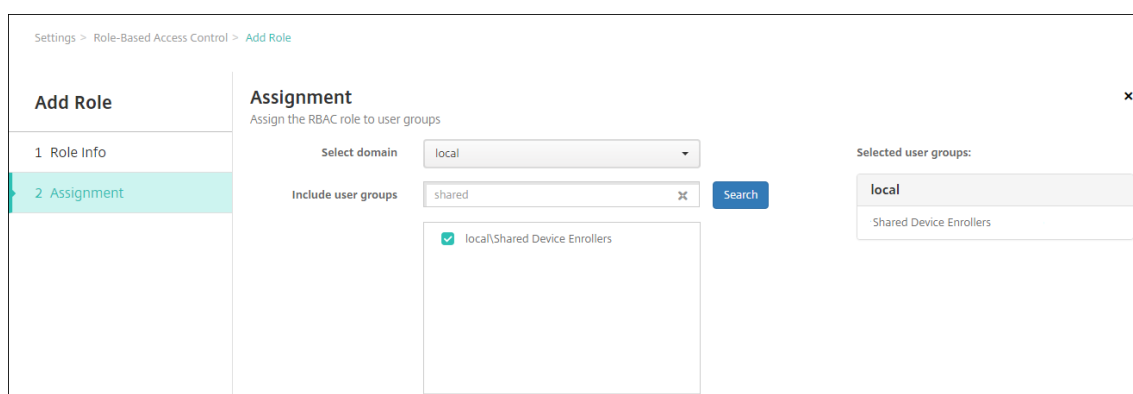 Settings > Role-Based Access Control > Add Role
Add Role
1 Role Info
2 Assignment
Assignment
Assign the RBAC role to user groups
Select domain
local
Include user groups
shared
Search
local\Shared Device Enrollers
Selected user groups:
local
Shared Device Enrollers